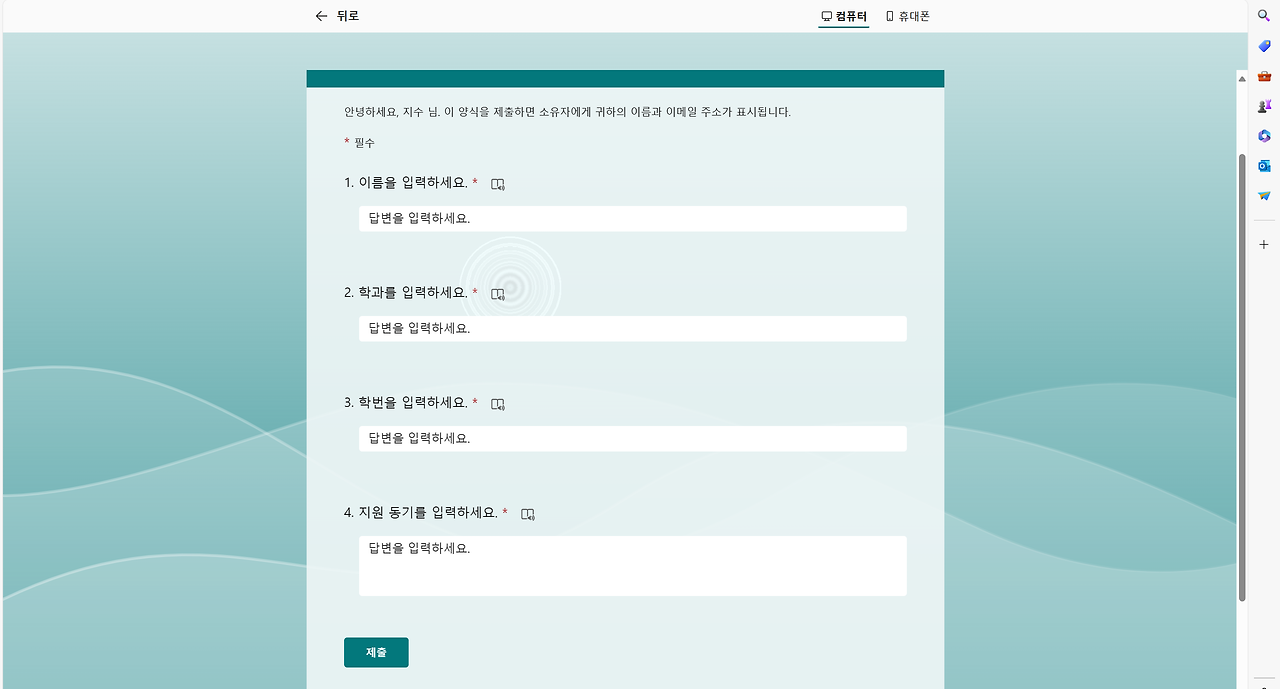 뒤로
컴퓨터
휴대폰
안녕하세요, 지수 님. 이 양식을 제출하면 소유자에게 귀하의 이름과 이메일 주소가 표시됩니다.
* 필수
1. 이름을 입력하세요. *
답변을 입력하세요.
2. 학과를 입력하세요. *
답변을 입력하세요.
3. 학번을 입력하세요. *
답변을 입력하세요.
4. 지원 동기를 입력하세요. *
답변을 입력하세요.
제출